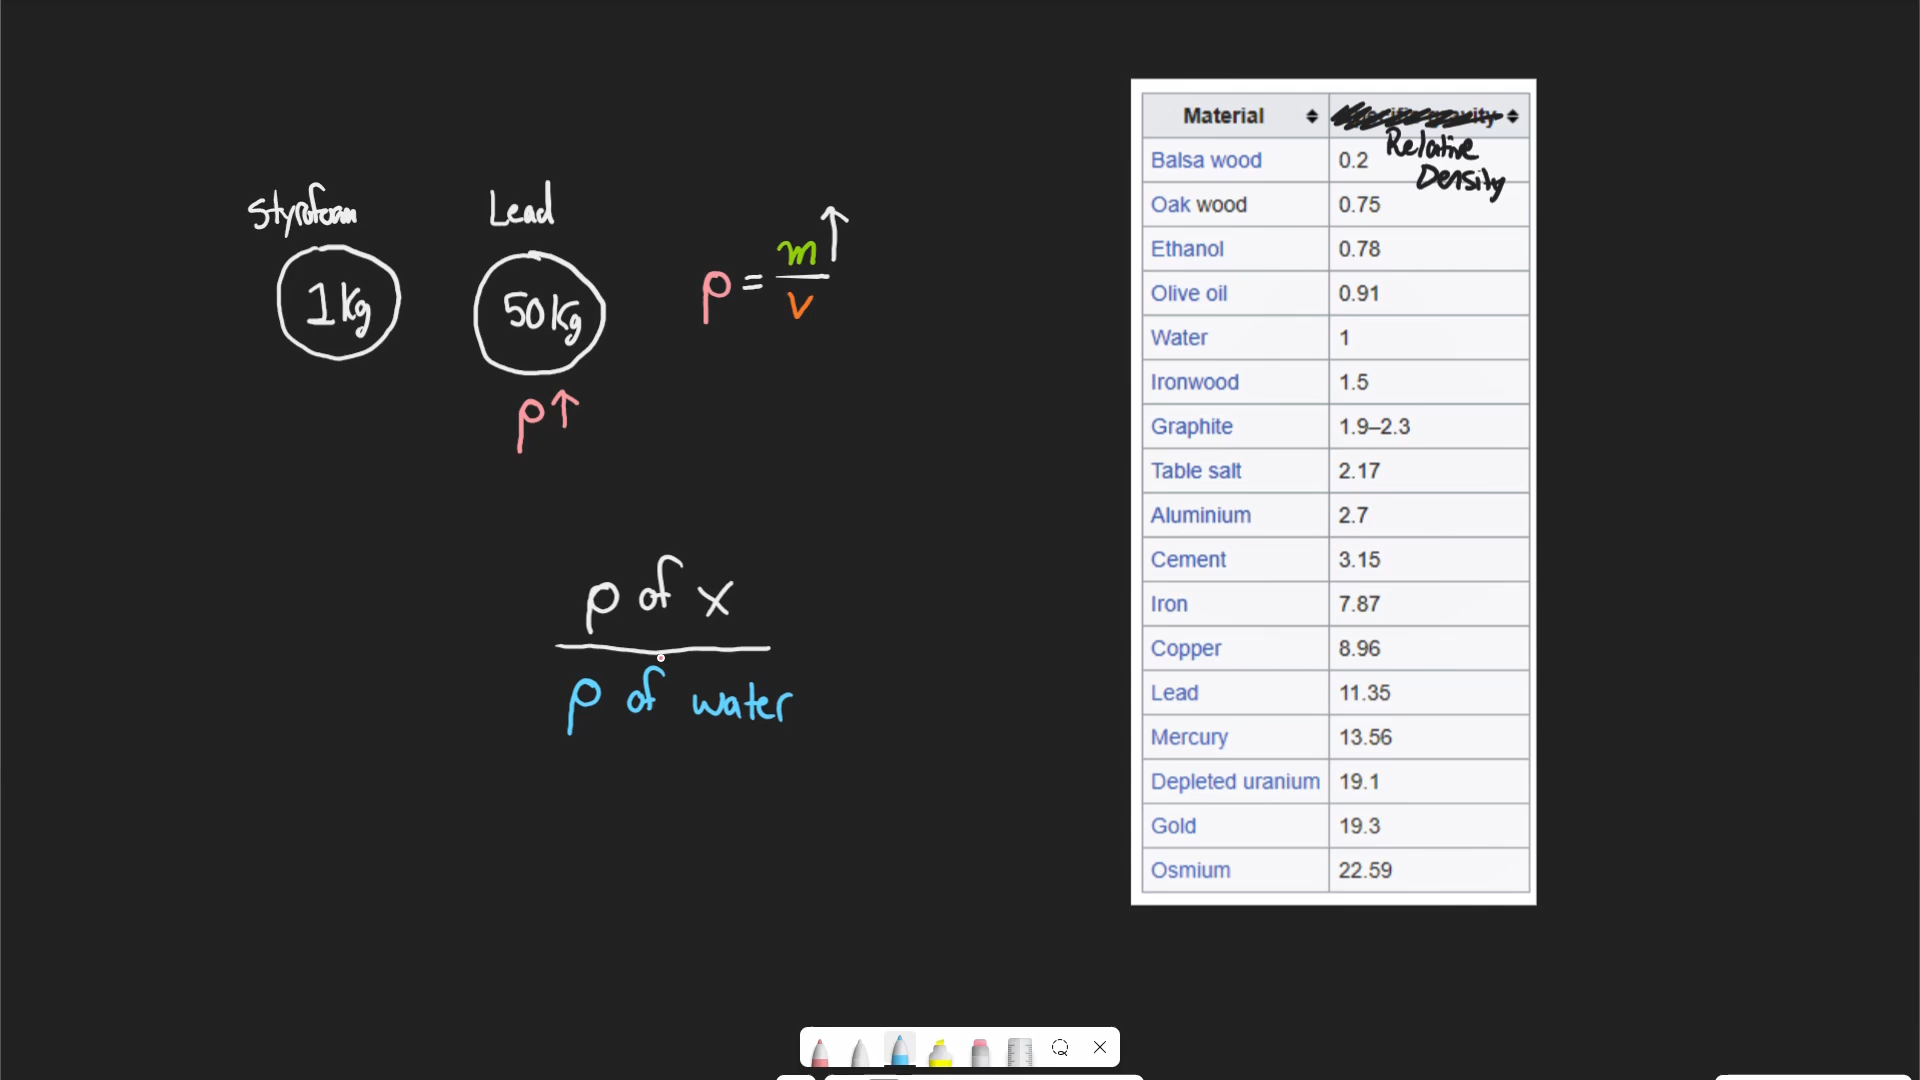 Styrofoam Lead
1Kg 50Kg
ρ↑
ρ = m↑
v
ρ of x
ρ of water
Material
Relative
Density
Balsa wood 0.2
Oak wood 0.75
Ethanol 0.78
Olive oil 0.91
Water 1
Ironwood 1.5
Graphite 1.9–2.3
Table salt 2.17
Aluminium 2.7
Cement 3.15
Iron 7.87
Copper 8.96
Lead 11.35
Mercury 13.56
Depleted uranium 19.1
Gold 19.3
Osmium 22.59